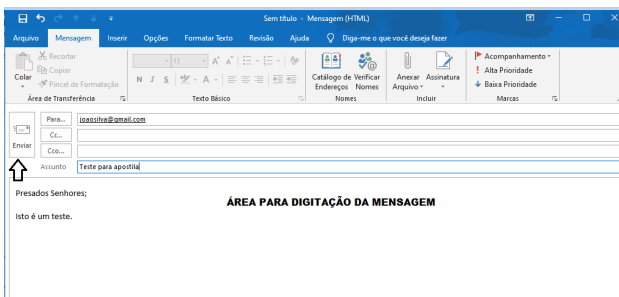 Sem título - Mensagem (HTML)
Arquivo Mensagem Inserir Opções Formatar Texto Revisão Ajuda Diga-me o que você deseja fazer
Colar
Recortar
Copiar
Pincel de Formatação
Área de Transferência
11
A A
N I S A
Texto Básico
Catálogo de Endereços
Verificar Nomes
Nomes
Anexar Arquivo
Assinatura
Incluir
Acompanhamento
Alta Prioridade
Baixa Prioridade
Marcas
Enviar
Para... joaosilva@gmail.com
Cc...
Cco...
Assunto Teste para apostila
Presados Senhores;
ÁREA PARA DIGITAÇÃO DA MENSAGEM
Isto é um teste.